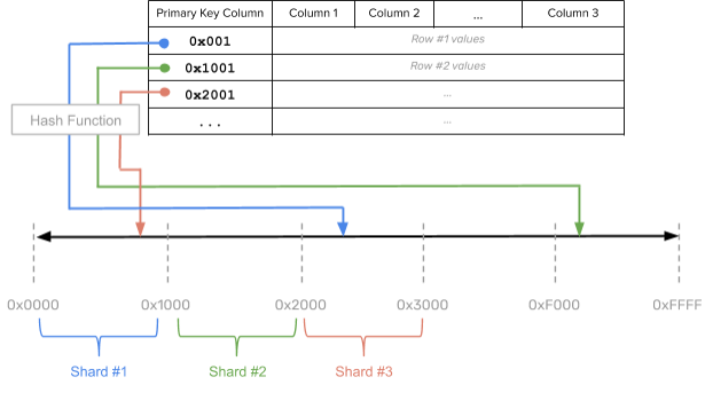 Primary Key Column Column 1 Column 2 ... Column 3
0x001 Row #1 values
0x1001 Row #2 values
0x2001 ...
... ...
Hash Function
0x0000 0x1000 0x2000 0x3000 0xF000 0xFFFF
Shard #1 Shard #2 Shard #3